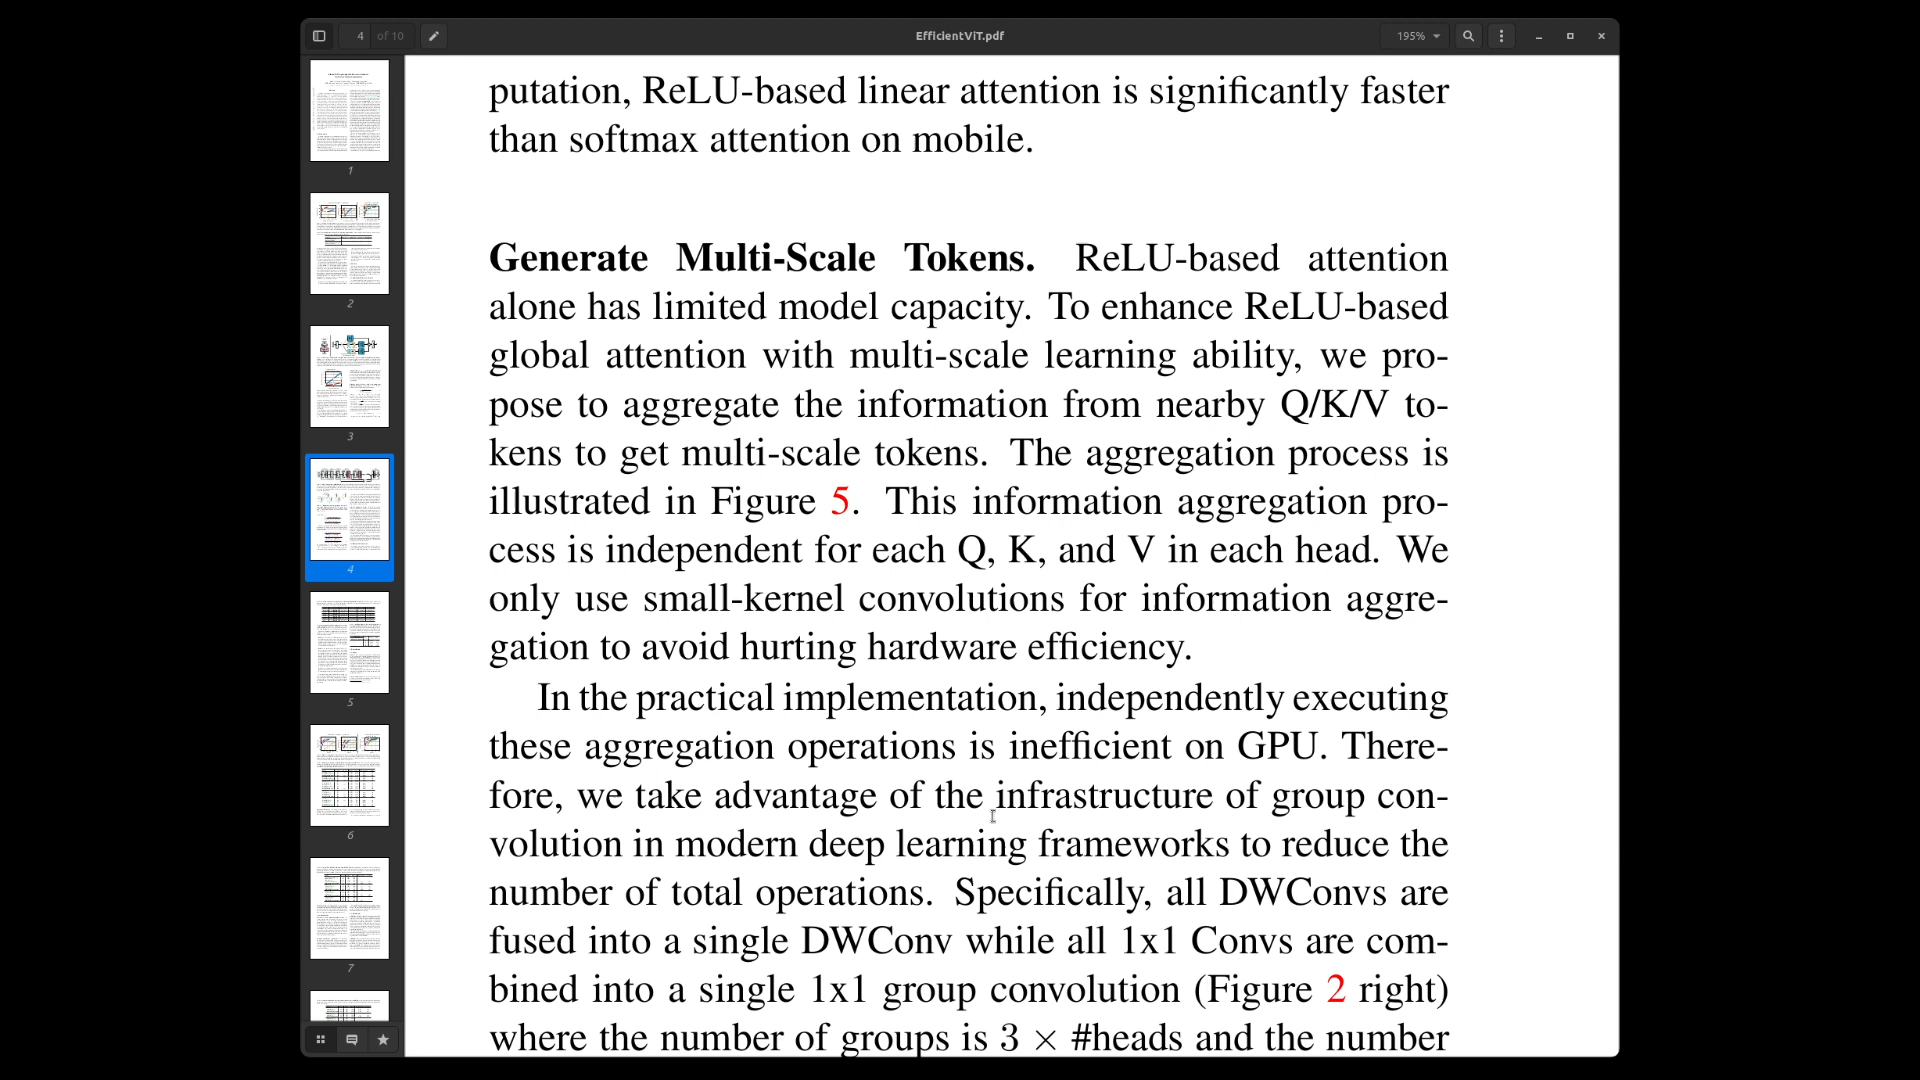 4 of 10
EfficientViT.pdf
195%
1
2
3
4
5
6
7
putation, ReLU-based linear attention is significantly faster
than softmax attention on mobile.
Generate Multi-Scale Tokens. ReLU-based attention
alone has limited model capacity. To enhance ReLU-based
global attention with multi-scale learning ability, we pro-
pose to aggregate the information from nearby Q/K/V to-
kens to get multi-scale tokens. The aggregation process is
illustrated in Figure 5. This information aggregation pro-
cess is independent for each Q, K, and V in each head. We
only use small-kernel convolutions for information aggre-
gation to avoid hurting hardware efficiency.
In the practical implementation, independently executing
these aggregation operations is inefficient on GPU. There-
fore, we take advantage of the infrastructure of group con-
volution in modern deep learning frameworks to reduce the
number of total operations. Specifically, all DWConvs are
fused into a single DWConv while all 1x1 Convs are com-
bined into a single 1x1 group convolution (Figure 2 right)
where the number of groups is 3 × #heads and the number